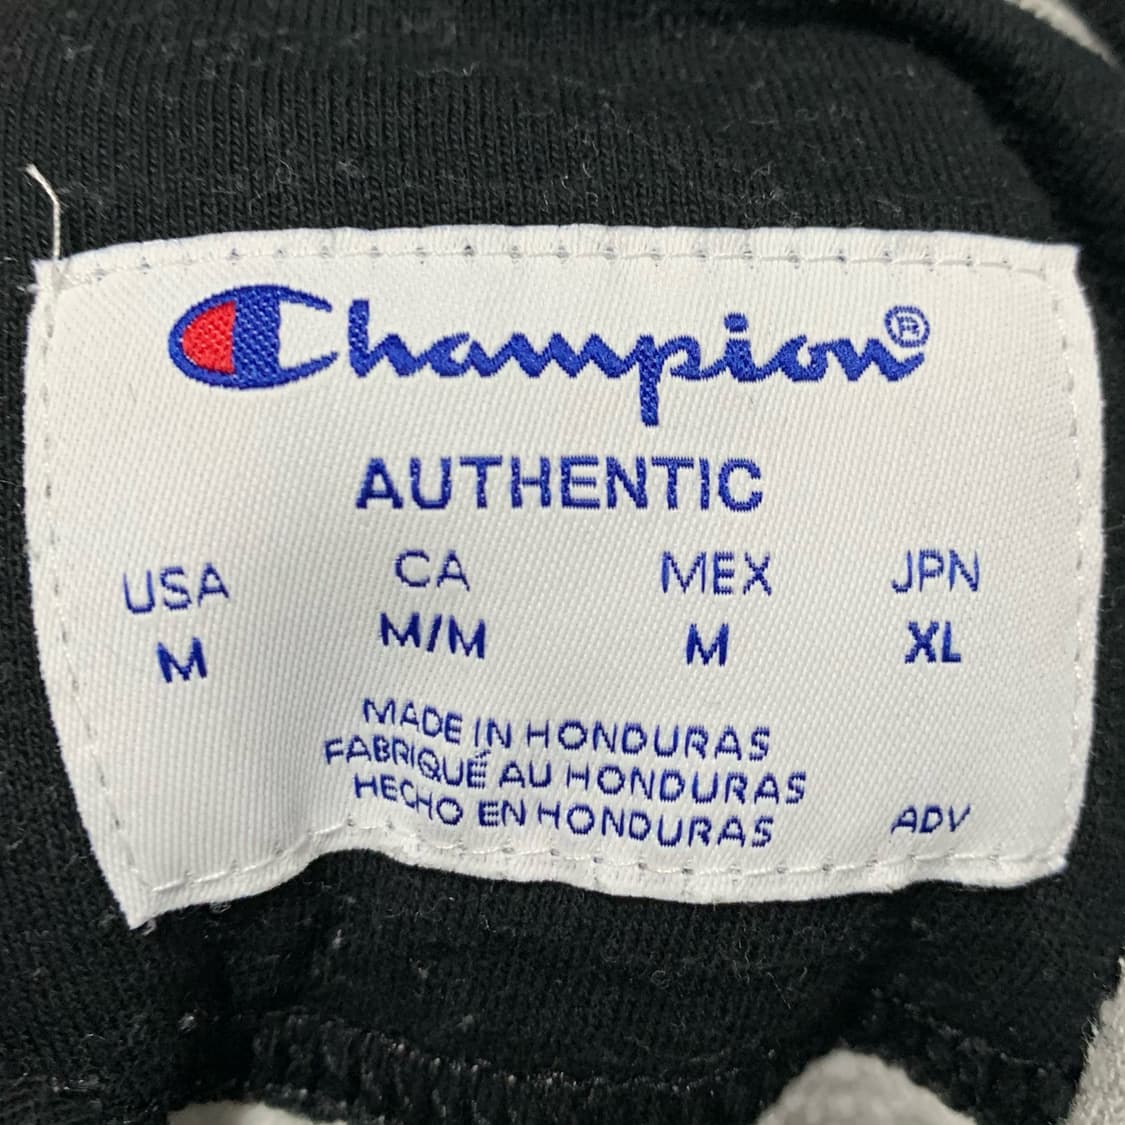 Champion®
AUTHENTIC
USA CA MEX JPN
M M/M M XL
MADE IN HONDURAS
FABRIQUÉ AU HONDURAS
HECHO EN HONDURAS ADV